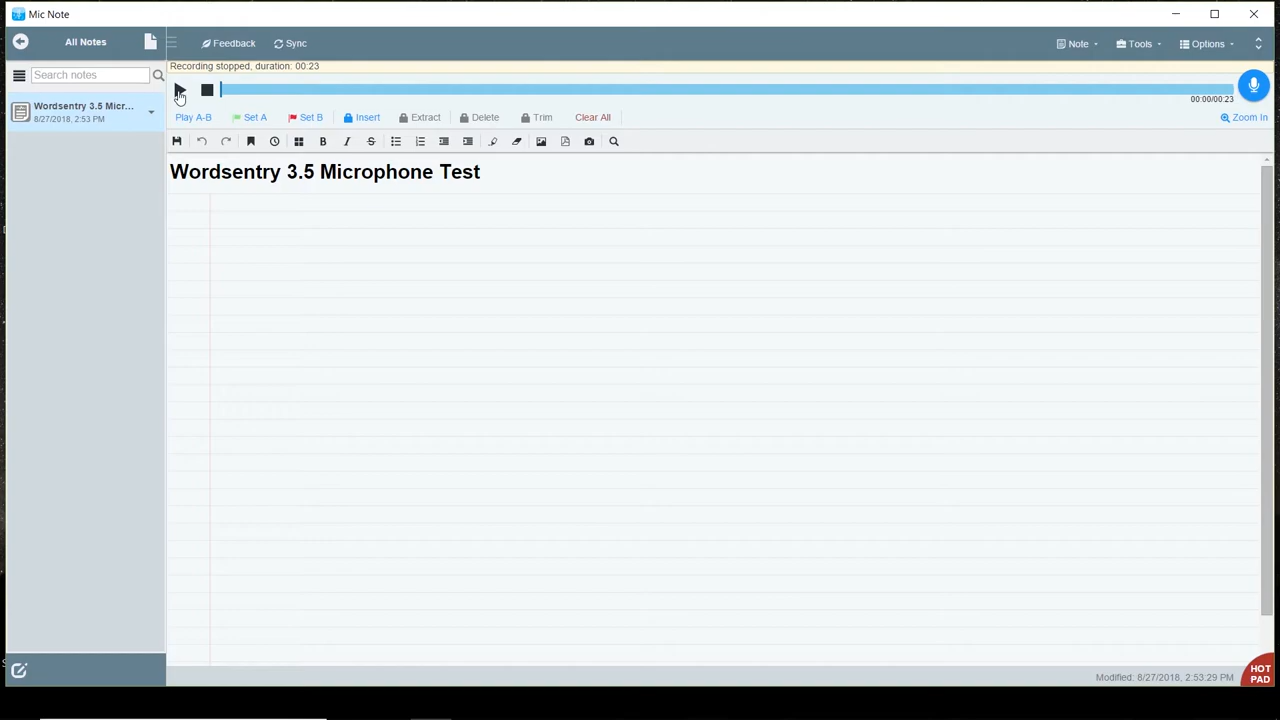 Mic Note
All Notes
Feedback
Sync
Note
Tools
Options
Recording stopped, duration: 00:23
Search notes
00:00/00:23
Wordsentry 3.5 Micr...
8/27/2018, 2:53 PM
Play A-B
Set A
Set B
Insert
Extract
Delete
Trim
Clear All
Zoom In
B
I
S
Wordsentry 3.5 Microphone Test
Modified: 8/27/2018, 2:53:29 PM
HOT
PAD